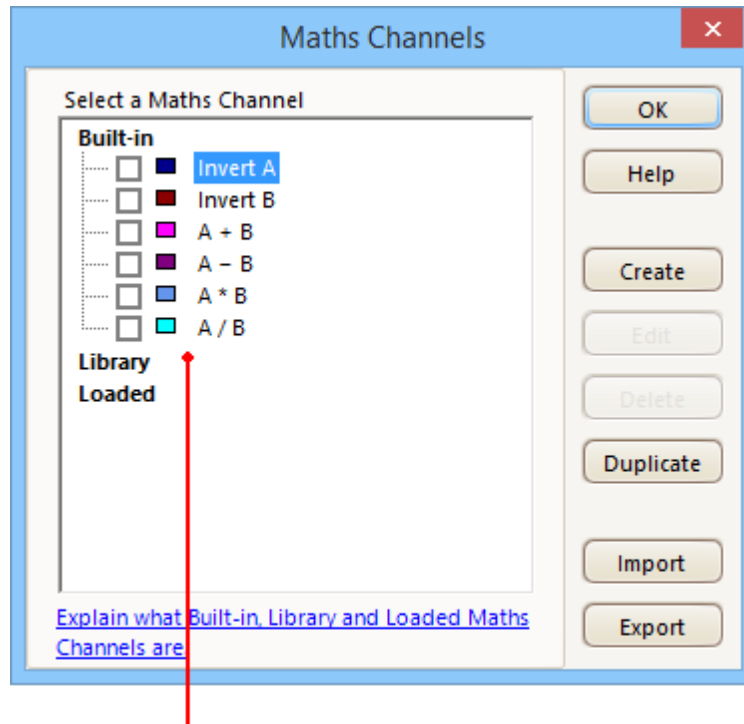 Maths Channels
Select a Maths Channel
Built-in
Invert A
Invert B
A + B
A – B
A * B
A / B
Library
Loaded
Explain what Built-in, Library and Loaded Maths
Channels are
OK
Help
Create
Edit
Delete
Duplicate
Import
Export